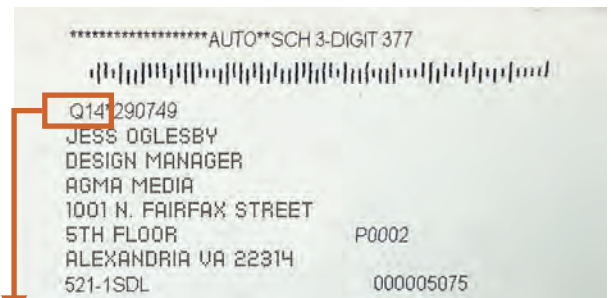 *******************AUTO**SCH 3-DIGIT 377
Q14*290749
JESS OGLESBY
DESIGN MANAGER
AGMA MEDIA
1001 N. FAIRFAX STREET
5TH FLOOR P0002
ALEXANDRIA VA 22314
521-1SDL 000005075